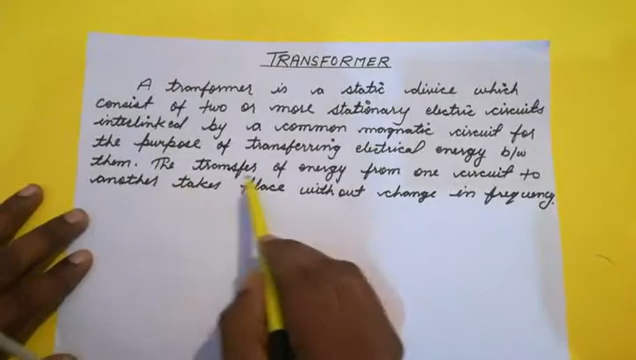 TRANSFORMER
A tranformer is a static divice which
consist of two or more stationary electric circuits
interlinked by a common magnatic circuit for
the purpose of transferring electrical energy b/w
them. The transfer of energy from one circuit to
another takes place without change in frequency.